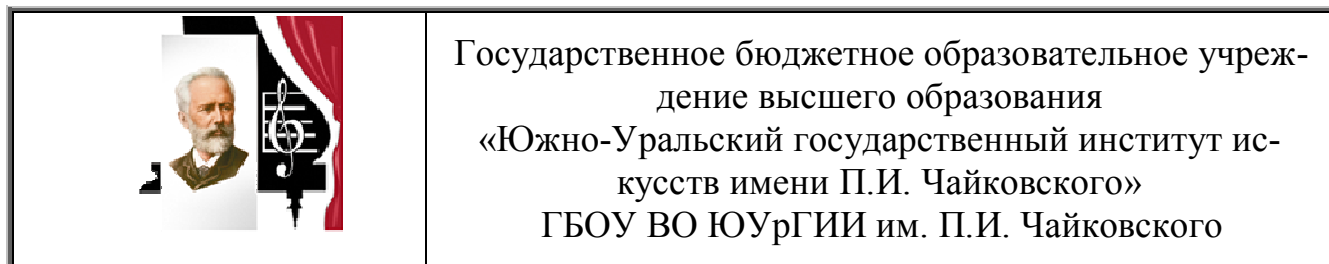 Государственное бюджетное образовательное учреж-
дение высшего образования
«Южно-Уральский государственный институт ис-
кусств имени П.И. Чайковского»
ГБОУ ВО ЮУрГИИ им. П.И. Чайковского